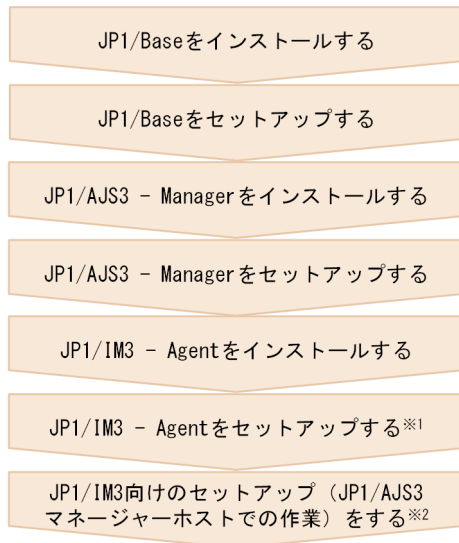 JP1/Baseをインストールする
JP1/Baseをセットアップする
JP1/AJS3 - Managerをインストールする
JP1/AJS3 - Managerをセットアップする
JP1/IM3 - Agentをインストールする
JP1/IM3 - Agentをセットアップする※1
JP1/IM3向けのセットアップ（JP1/AJS3
マネージャーホストでの作業）をする※2